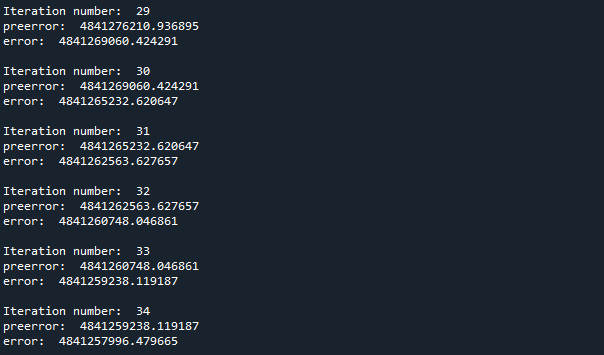 Iteration number:  29
preerror:  4841276210.936895
error:  4841269060.424291
Iteration number:  30
preerror:  4841269060.424291
error:  4841265232.620647
Iteration number:  31
preerror:  4841265232.620647
error:  4841262563.627657
Iteration number:  32
preerror:  4841262563.627657
error:  4841260748.046861
Iteration number:  33
preerror:  4841260748.046861
error:  4841259238.119187
Iteration number:  34
preerror:  4841259238.119187
error:  4841257996.479665